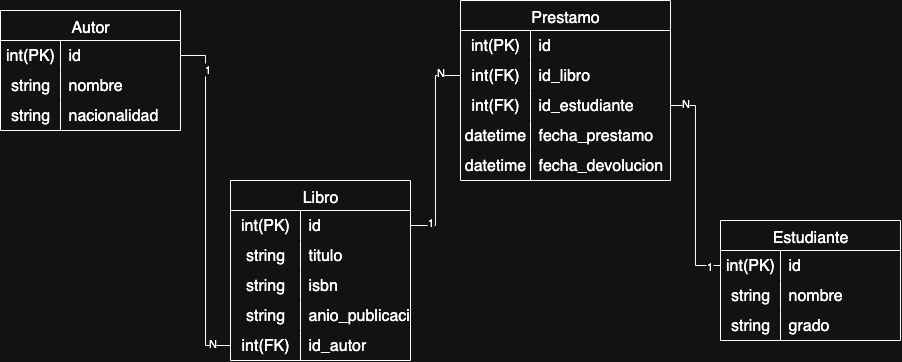 Autor
int(PK) id
string nombre
string nacionalidad
1
N
Libro
int(PK) id
string titulo
string isbn
string anio_publicaci
int(FK) id_autor
1
N
Prestamo
int(PK) id
int(FK) id_libro
int(FK) id_estudiante
datetime fecha_prestamo
datetime fecha_devolucion
N
1
Estudiante
int(PK) id
string nombre
string grado